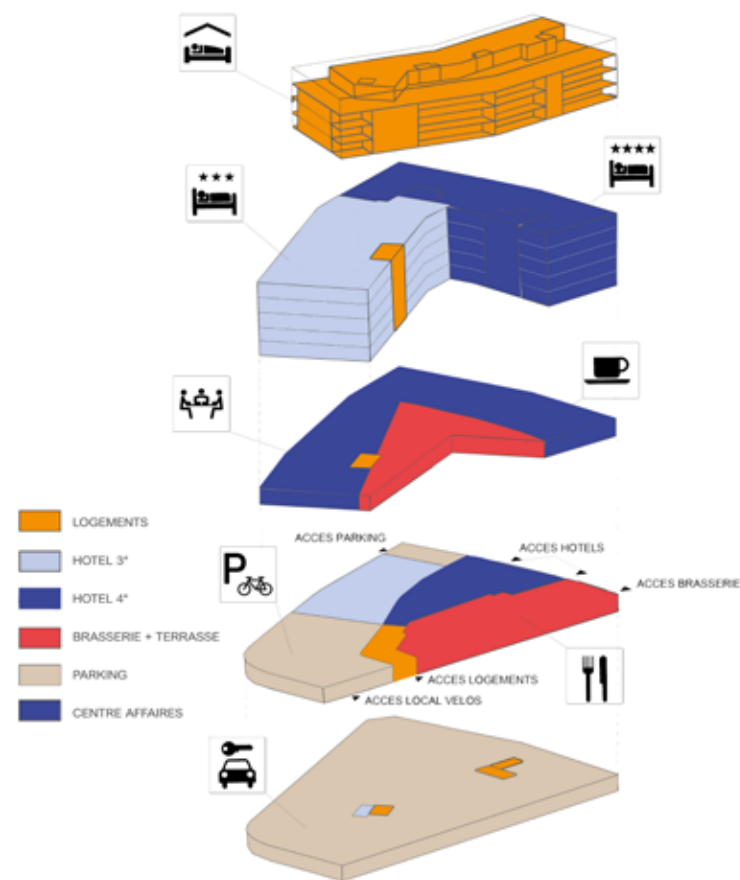 LOGEMENTS
HOTEL 3*
HOTEL 4*
BRASSERIE + TERRASSE
PARKING
CENTRE AFFAIRES
ACCES PARKING
ACCES HOTELS
ACCES BRASSERIE
P
ACCES LOGEMENTS
ACCES LOCAL VELOS